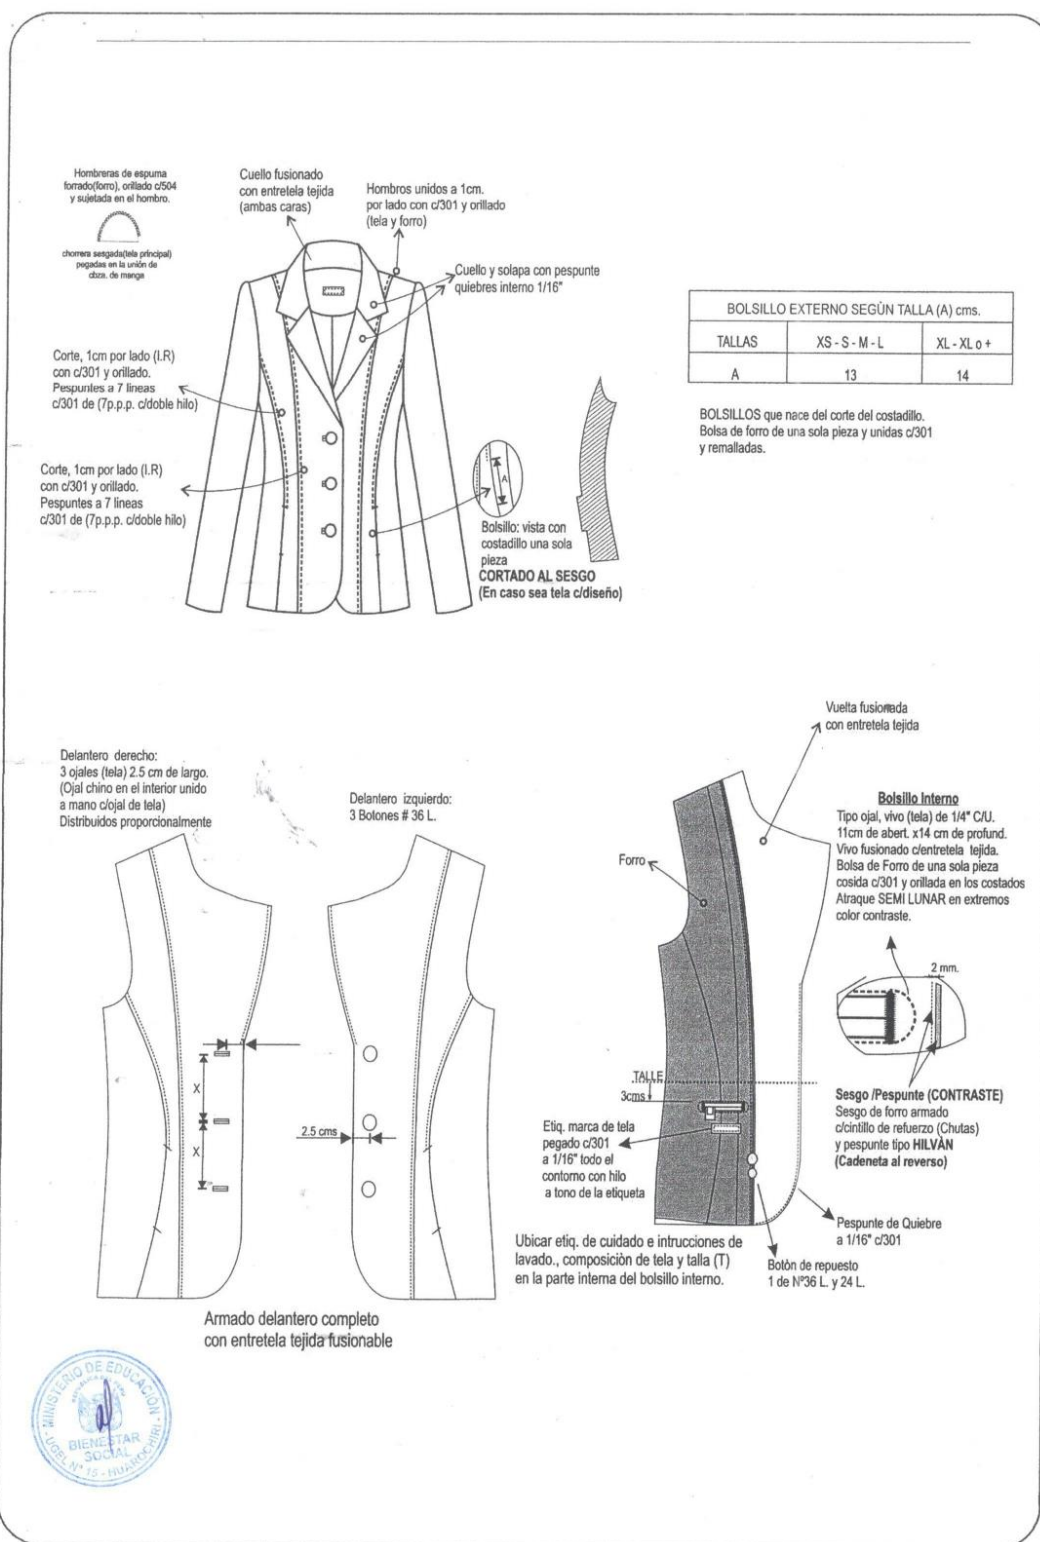 Hombreras de espuma
forrado(forro), orillado c/504
y sujetada en el hombro.
chorrera sesgada(tela principal)
pegadas en la unión de
cbza. de manga
Cuello fusionado
con entretela tejida
(ambas caras)
Hombros unidos a 1cm.
por lado con c/301 y orillado
(tela y forro)
Cuello y solapa con pespunte
quiebres interno 1/16"
Corte, 1cm por lado (I.R)
con c/301 y orillado.
Pespuntes a 7 lineas
c/301 de (7p.p.p. c/doble hilo)
Corte, 1cm por lado (I.R)
con c/301 y orillado.
Pespuntes a 7 lineas
c/301 de (7p.p.p. c/doble hilo)
A
Bolsillo: vista con
costadillo una sola
pieza
CORTADO AL SESGO
(En caso sea tela c/diseño)
BOLSILLO EXTERNO SEGÙN TALLA (A) cms.
TALLAS XS - S - M - L XL - XL o +
A 13 14
BOLSILLOS que nace del corte del costadillo.
Bolsa de forro de una sola pieza y unidas c/301
y remalladas.
Delantero derecho:
3 ojales (tela) 2.5 cm de largo.
(Ojal chino en el interior unido
a mano c/ojal de tela)
Distribuidos proporcionalmente
Delantero izquierdo:
3 Botones # 36 L.
X
X
2.5 cms
Armado delantero completo
con entretela tejida fusionable
Vuelta fusionada
con entretela tejida
Forro
Bolsillo Interno
Tipo ojal, vivo (tela) de 1/4" C/U.
11cm de abert. x14 cm de profund.
Vivo fusionado c/entretela tejida.
Bolsa de Forro de una sola pieza
cosida c/301 y orillada en los costados
Atraque SEMI LUNAR en extremos
color contraste.
2 mm.
TALLE
3cms
Sesgo /Pespunte (CONTRASTE)
Sesgo de forro armado
c/cintillo de refuerzo (Chutas)
y pespunte tipo HILVÀN
(Cadeneta al reverso)
Etiq. marca de tela
pegado c/301
a 1/16" todo el
contorno con hilo
a tono de la etiqueta
Pespunte de Quiebre
a 1/16" c/301
Ubicar etiq. de cuidado e intrucciones de
lavado., composiciòn de tela y talla (T)
en la parte interna del bolsillo interno.
Botòn de repuesto
1 de Nº36 L. y 24 L.
MINISTERIO DE EDUCACIÓN
BIENESTAR
SOCIAL
UGEL Nº 15 - HUAROCHIRI